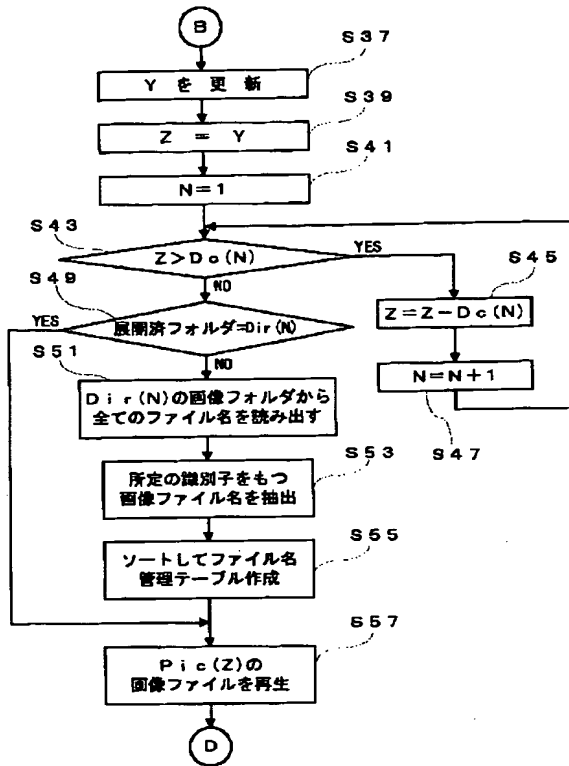 B
S37
Yを更新
S39
Z = Y
S41
N=1
S43
Z>Dc(N)
YES
NO
S45
Z=Z-Dc(N)
N=N+1
S47
S49
展開済フォルダ=Dir(N)
YES
NO
S51
Dir(N)の画像フォルダから
全てのファイル名を読み出す
S53
所定の識別子をもつ
画像ファイル名を抽出
S55
ソートしてファイル名
管理テーブル作成
S57
Pic(Z)の
画像ファイルを再生
D